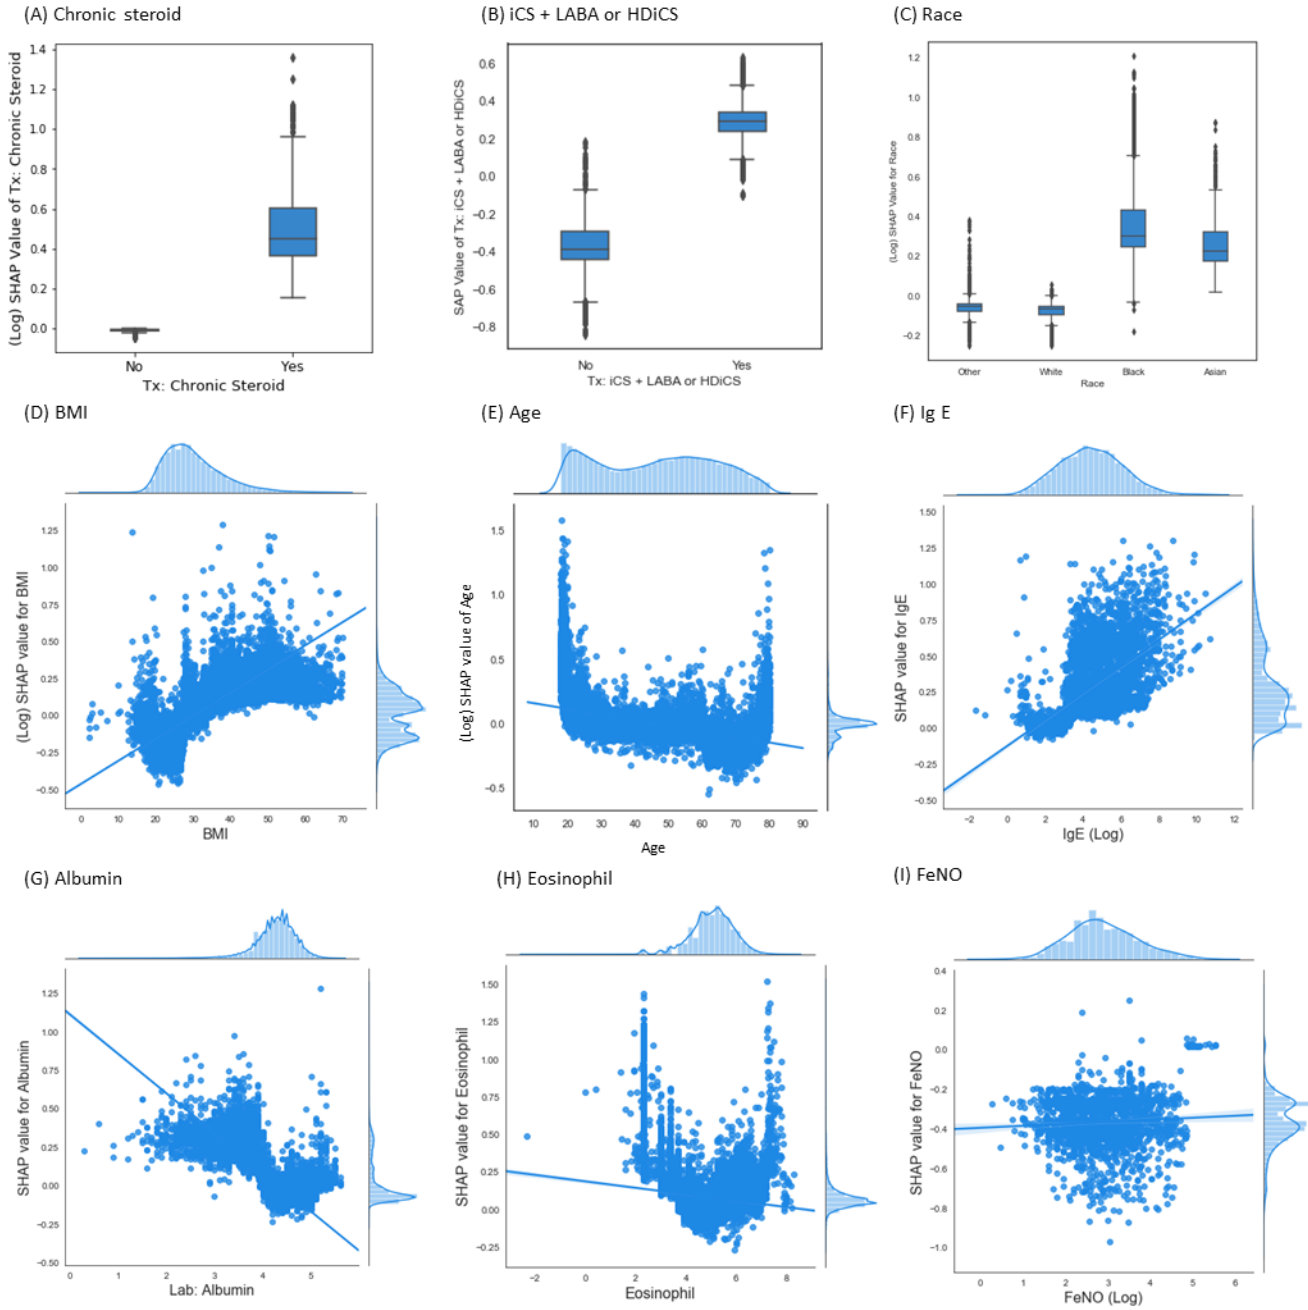 (A) Chronic steroid
(B) iCS + LABA or HDiCS
(C) Race
(Log) SHAP Value of Tx: Chronic Steroid
1.4
1.2
1.0
0.8
0.6
0.4
0.2
0.0
No
Yes
Tx: Chronic Steroid
SAP Value of Tx: iCS + LABA or HDiCS
0.6
0.4
0.2
0.0
−0.2
−0.4
−0.6
−0.8
No
Yes
Tx: iCS + LABA or HDiCS
(Log) SHAP Value for Race
1.2
1.0
0.8
0.6
0.4
0.2
0.0
−0.2
Other
White
Black
Asian
Race
(D) BMI
(E) Age
(F) Ig E
(Log) SHAP value for BMI
1.25
1.00
0.75
0.50
0.25
0.00
−0.25
−0.50
0 10 20 30 40 50 60 70
BMI
(Log) SHAP value of Age
1.5
1.0
0.5
0.0
−0.5
10 20 30 40 50 60 70 80 90
Age
SHAP value for IgE
1.50
1.25
1.00
0.75
0.50
0.25
0.00
−0.25
−0.50
−2 0 2 4 6 8 10 12
IgE (Log)
(G) Albumin
(H) Eosinophil
(I) FeNO
SHAP value for Albumin
1.25
1.00
0.75
0.50
0.25
0.00
−0.25
−0.50
0 1 2 3 4 5
Lab: Albumin
SHAP value for Eosinophil
1.50
1.25
1.00
0.75
0.50
0.25
0.00
−0.25
−2 0 2 4 6 8
Eosinophil
SHAP value for FeNO
0.4
0.2
0.0
−0.2
−0.4
−0.6
−0.8
−1.0
0 1 2 3 4 5 6
FeNO (Log)